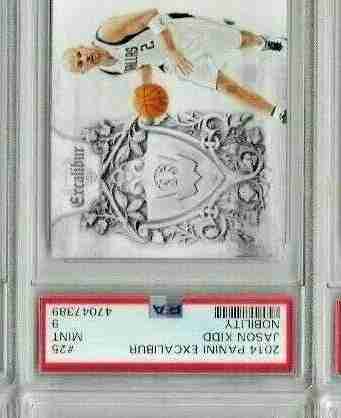 2014 PANINI EXCALIBUR #25
JASON KIDD MINT
NOBILITY 9
PSA 47047389
Excalibur
DALLAS
2